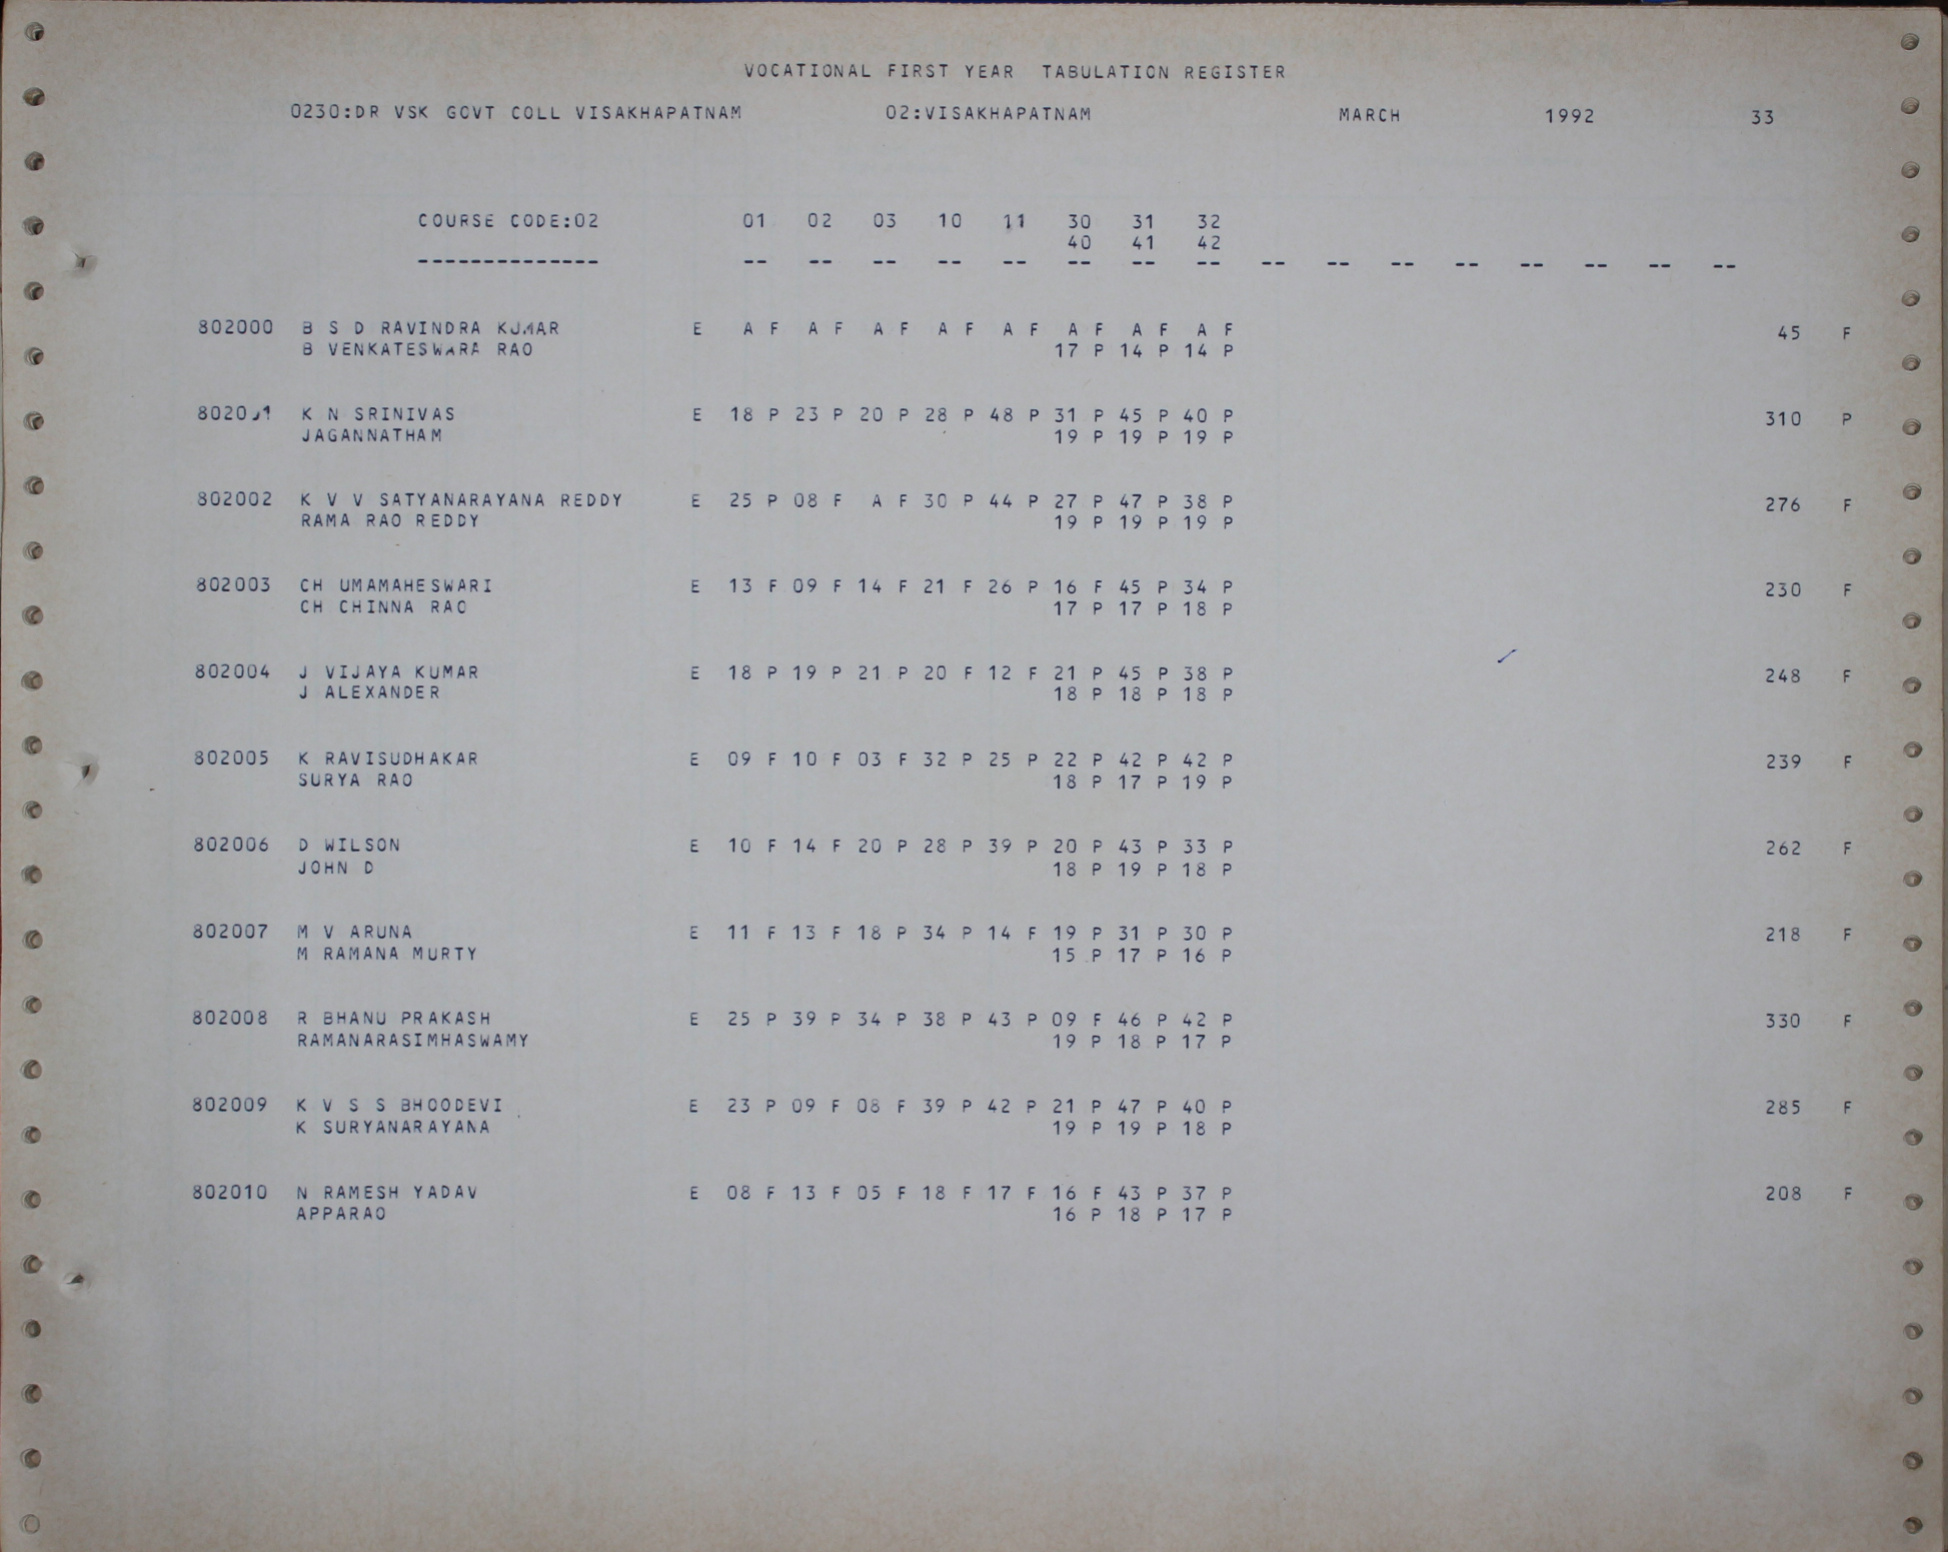 VOCATIONAL FIRST YEAR TABULATION REGISTER
0230:DR VSK GOVT COLL VISAKHAPATNAM 02:VISAKHAPATNAM MARCH 1992 33
COURSE CODE:02 01 02 03 10 11 30 31 32
40 41 42
-------------- -- -- -- -- -- -- -- -- -- -- -- -- -- -- -- --
802000 B S D RAVINDRA KUMAR E A F A F A F A F A F A F A F A F 45 F
B VENKATESWARA RAO 17 P 14 P 14 P
802001 K N SRINIVAS E 18 P 23 P 20 P 28 P 48 P 31 P 45 P 40 P 310 P
JAGANNATHAM 19 P 19 P 19 P
802002 K V V SATYANARAYANA REDDY E 25 P 08 F A F 30 P 44 P 27 P 47 P 38 P 276 F
RAMA RAO REDDY 19 P 19 P 19 P
802003 CH UMAMAHESWARI E 13 F 09 F 14 F 21 F 26 P 16 F 45 P 34 P 230 F
CH CHINNA RAO 17 P 17 P 18 P
802004 J VIJAYA KUMAR E 18 P 19 P 21 P 20 F 12 F 21 P 45 P 38 P 248 F
J ALEXANDER 18 P 18 P 18 P
802005 K RAVISUDHAKAR E 09 F 10 F 03 F 32 P 25 P 22 P 42 P 42 P 239 F
SURYA RAO 18 P 17 P 19 P
802006 D WILSON E 10 F 14 F 20 P 28 P 39 P 20 P 43 P 33 P 262 F
JOHN D 18 P 19 P 18 P
802007 M V ARUNA E 11 F 13 F 18 P 34 P 14 F 19 P 31 P 30 P 218 F
M RAMANA MURTY 15 P 17 P 16 P
802008 R BHANU PRAKASH E 25 P 39 P 34 P 38 P 43 P 09 F 46 P 42 P 330 F
RAMANARASIMHASWAMY 19 P 18 P 17 P
802009 K V S S BHOODEVI E 23 P 09 F 08 F 39 P 42 P 21 P 47 P 40 P 285 F
K SURYANARAYANA 19 P 19 P 18 P
802010 N RAMESH YADAV E 08 F 13 F 05 F 18 F 17 F 16 F 43 P 37 P 208 F
APPARAO 16 P 18 P 17 P